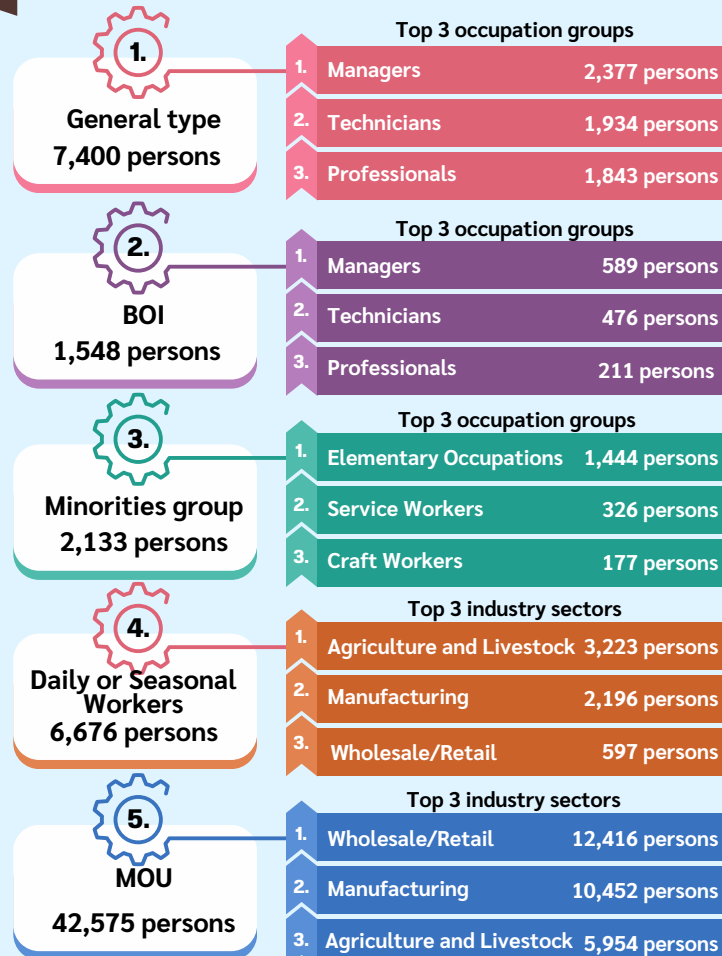 1.
General type
7,400 persons
Top 3 occupation groups
1. Managers 2,377 persons
2. Technicians 1,934 persons
3. Professionals 1,843 persons
2.
BOI
1,548 persons
Top 3 occupation groups
1. Managers 589 persons
2. Technicians 476 persons
3. Professionals 211 persons
3.
Minorities group
2,133 persons
Top 3 occupation groups
1. Elementary Occupations 1,444 persons
2. Service Workers 326 persons
3. Craft Workers 177 persons
4.
Daily or Seasonal
Workers
6,676 persons
Top 3 industry sectors
1. Agriculture and Livestock 3,223 persons
2. Manufacturing 2,196 persons
3. Wholesale/Retail 597 persons
5.
MOU
42,575 persons
Top 3 industry sectors
1. Wholesale/Retail 12,416 persons
2. Manufacturing 10,452 persons
3. Agriculture and Livestock 5,954 persons